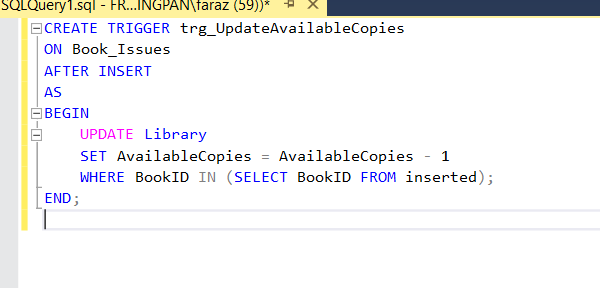 SQLQuery1.sql - FR...INGPAN\faraz (59))*
CREATE TRIGGER trg_UpdateAvailableCopies
ON Book_Issues
AFTER INSERT
AS
BEGIN
    UPDATE Library
    SET AvailableCopies = AvailableCopies - 1
    WHERE BookID IN (SELECT BookID FROM inserted);
END;